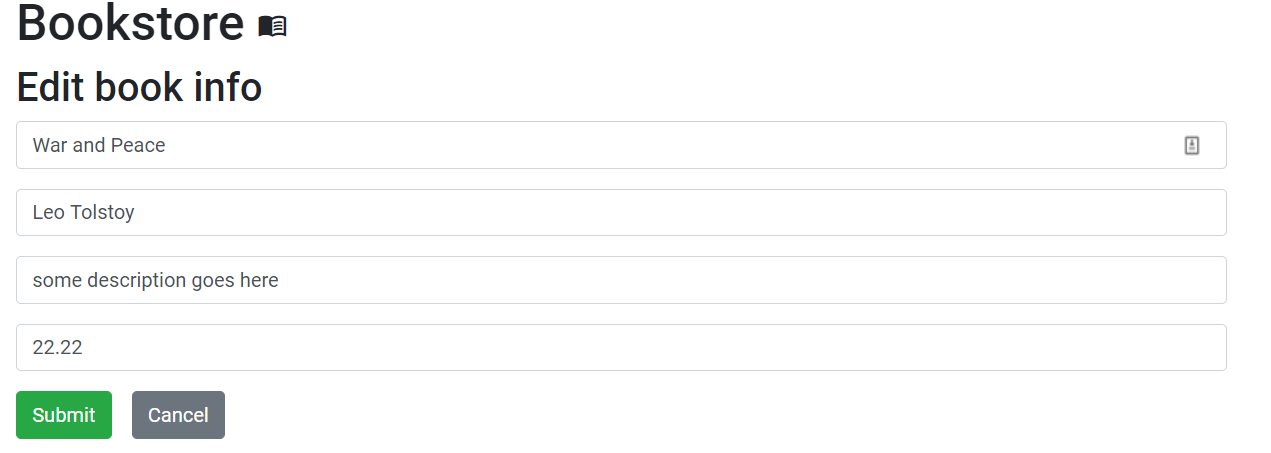 Bookstore
Edit book info
War and Peace
Leo Tolstoy
some description goes here
22.22
Submit Cancel